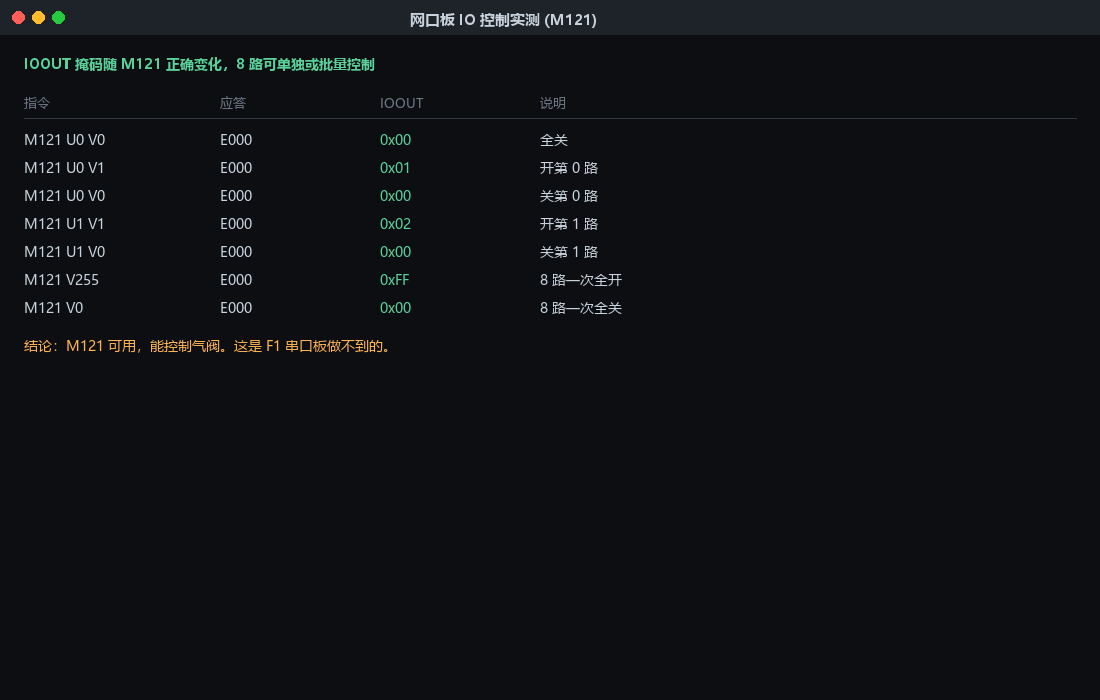 网口板 IO 控制实测 (M121)
IOOUT 掩码随 M121 正确变化，8 路可单独或批量控制
指令 应答 IOOUT 说明
M121 U0 V0 E000 0x00 全关
M121 U0 V1 E000 0x01 开第 0 路
M121 U0 V0 E000 0x00 关第 0 路
M121 U1 V1 E000 0x02 开第 1 路
M121 U1 V0 E000 0x00 关第 1 路
M121 V255 E000 0xFF 8 路一次全开
M121 V0 E000 0x00 8 路一次全关
结论：M121 可用，能控制气阀。这是 F1 串口板做不到的。